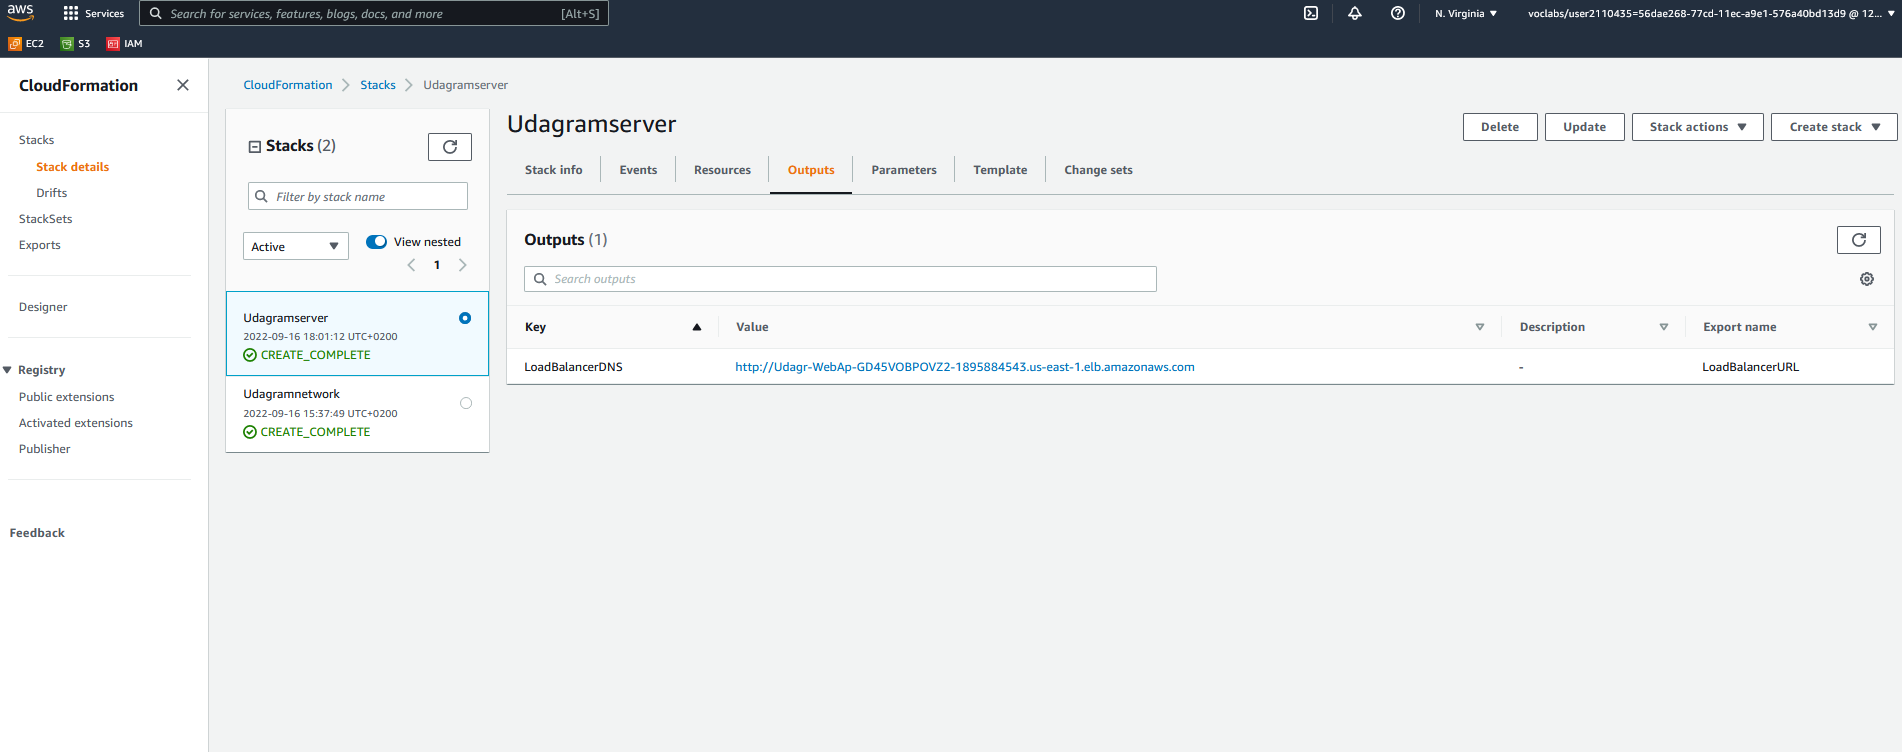 aws
Services
Search for services, features, blogs, docs, and more
[Alt+S]
N. Virginia
voclabs/user2110435=56dae268-77cd-11ec-a9e1-576a40bd13d9 @ 12...
EC2
S3
IAM
CloudFormation
Stacks
Stack details
Drifts
StackSets
Exports
Designer
Registry
Public extensions
Activated extensions
Publisher
Feedback
CloudFormation
Stacks
Udagramserver
Stacks (2)
Filter by stack name
Active
View nested
1
Udagramserver
2022-09-16 18:01:12 UTC+0200
CREATE_COMPLETE
Udagramnetwork
2022-09-16 15:37:49 UTC+0200
CREATE_COMPLETE
Udagramserver
Delete
Update
Stack actions
Create stack
Stack info
Events
Resources
Outputs
Parameters
Template
Change sets
Outputs (1)
Search outputs
Key
Value
Description
Export name
LoadBalancerDNS
http://Udagr-WebAp-GD45VOBPOVZ2-1895884543.us-east-1.elb.amazonaws.com
-
LoadBalancerURL